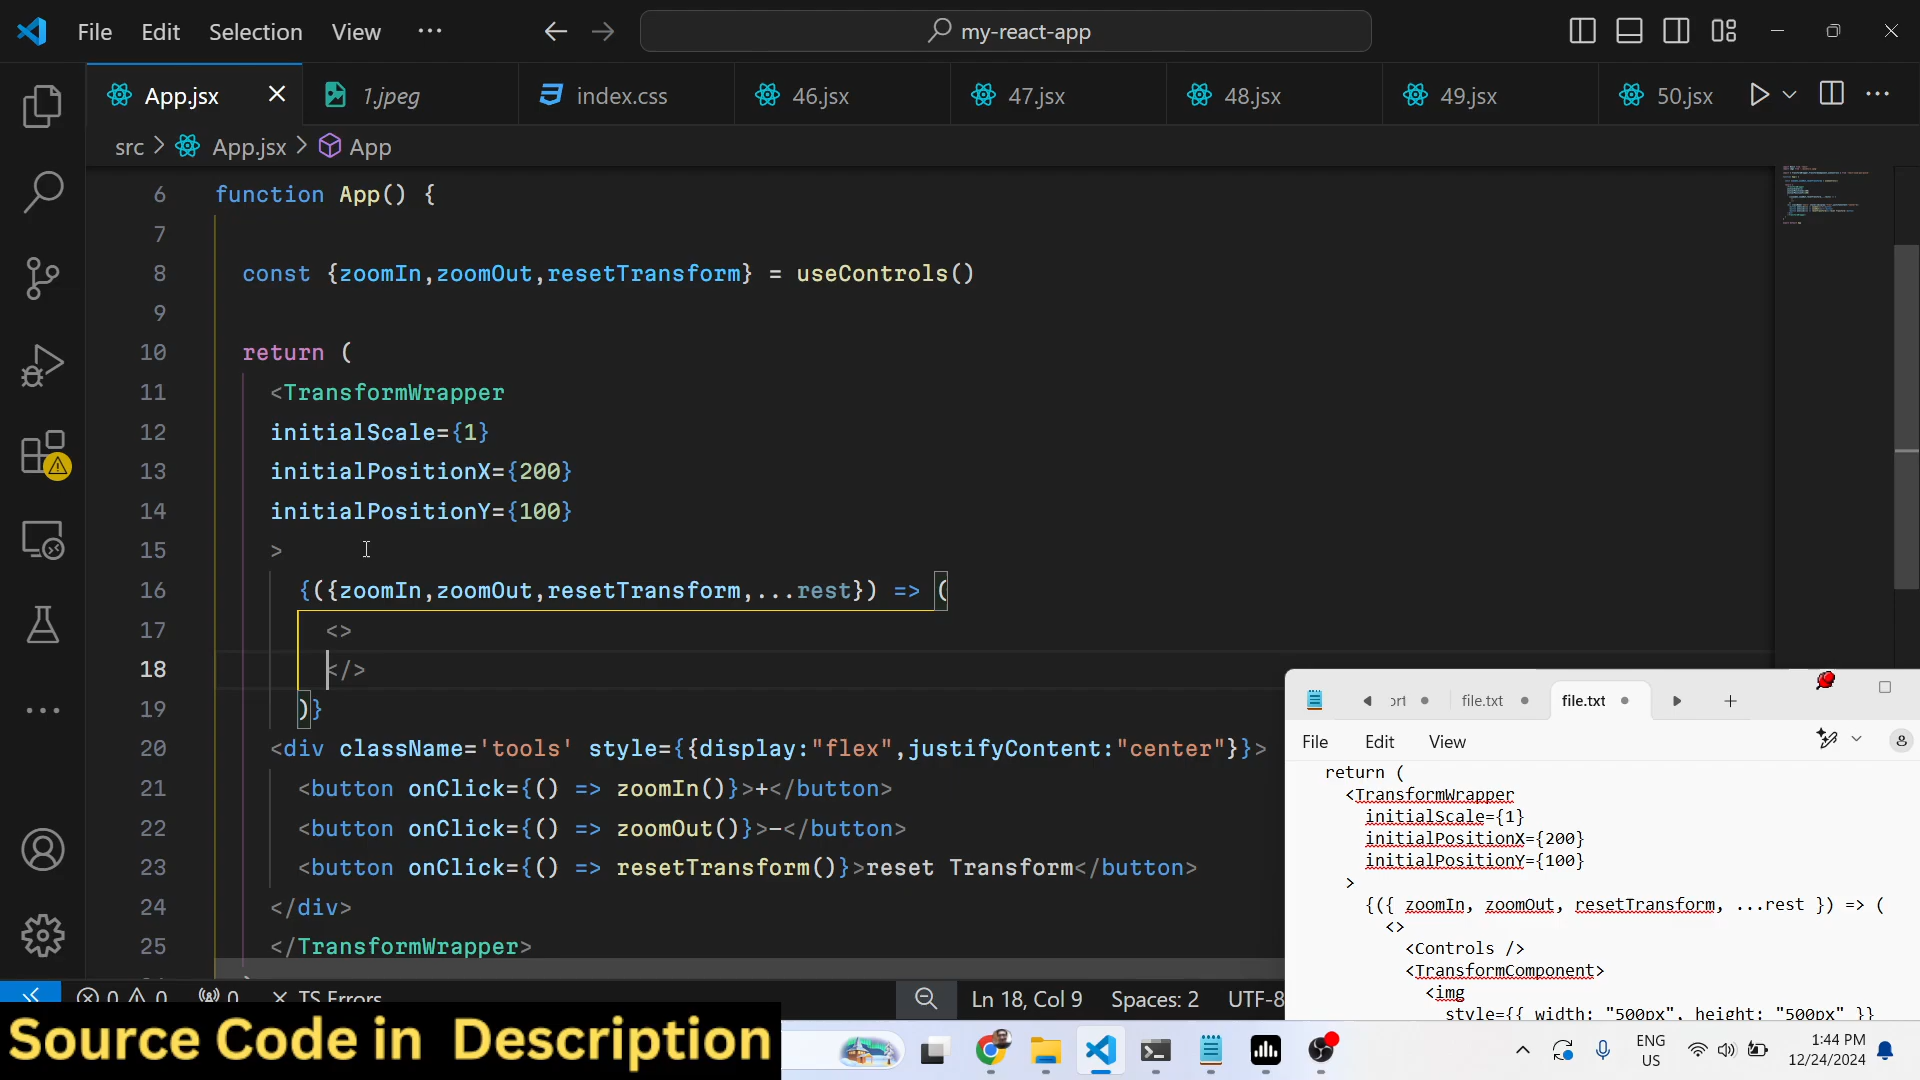 File Edit Selection View ··· my-react-app
App.jsx 1.jpeg index.css 46.jsx 47.jsx 48.jsx 49.jsx 50.jsx
src > App.jsx > App
6 function App() {
7
8 const {zoomIn,zoomOut,resetTransform} = useControls()
9
10 return (
11 <TransformWrapper
12 initialScale={1}
13 initialPositionX={200}
14 initialPositionY={100}
15 >
16 {({zoomIn,zoomOut,resetTransform,...rest}) => (
17 <>
18 </>
19 )}
20 <div className='tools' style={{display:"flex",justifyContent:"center"}}>
21 <button onClick={() => zoomIn()}>+</button>
22 <button onClick={() => zoomOut()}>-</button>
23 <button onClick={() => resetTransform()}>reset Transform</button>
24 </div>
25 </TransformWrapper>
0 0 0 TS Errors Ln 18, Col 9 Spaces: 2 UTF-8
ort file.txt file.txt
File Edit View
return (
<TransformWrapper
initialScale={1}
initialPositionX={200}
initialPositionY={100}
>
{({ zoomIn, zoomOut, resetTransform, ...rest }) => (
<>
<Controls />
<TransformComponent>
<img
style={{ width: "500px", height: "500px" }}
Source Code in Description
ENG
US
1:44 PM
12/24/2024